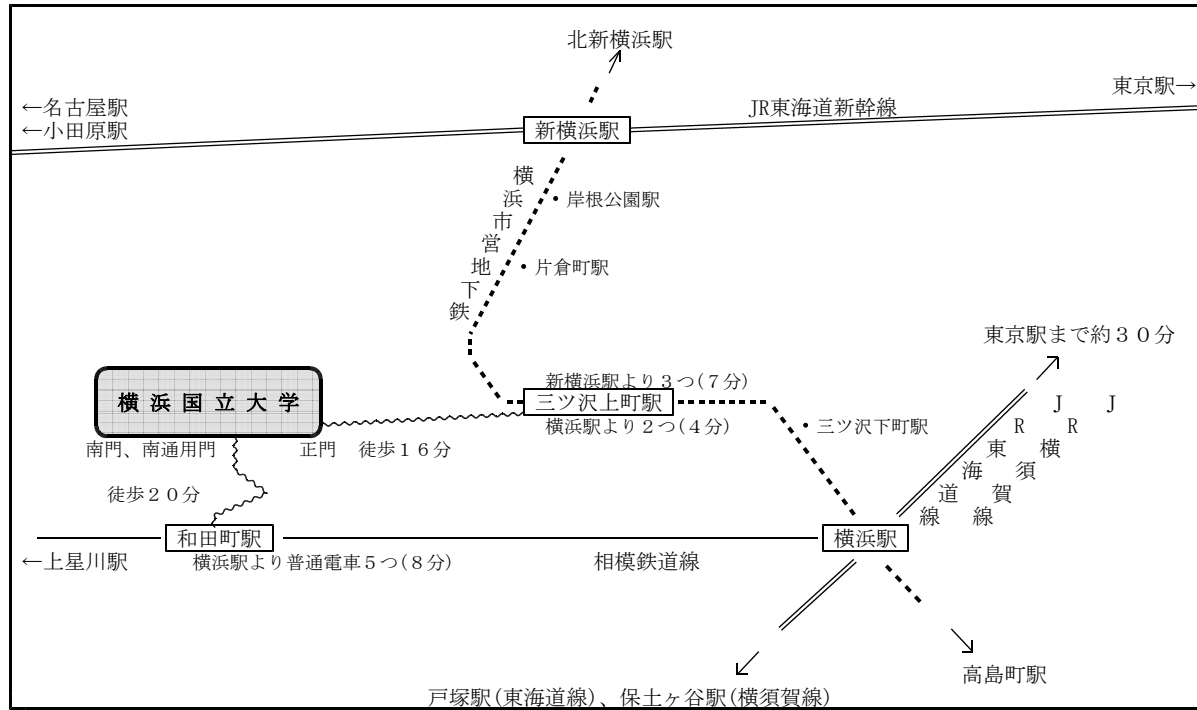 北新横浜駅
東京駅→
←名古屋駅
←小田原駅
JR東海道新幹線
新横浜駅
横浜市営地下鉄
岸根公園駅
片倉町駅
東京駅まで約３０分
新横浜駅より３つ(７分)
三ツ沢上町駅
横浜駅より２つ(４分)
横浜国立大学
南門、南通用門
正門　徒歩１６分
三ツ沢下町駅
JR東海道線
JR横須賀線
徒歩２０分
和田町駅
横浜駅
←上星川駅
横浜駅より普通電車５つ(８分)
相模鉄道線
高島町駅
戸塚駅(東海道線)、保土ヶ谷駅(横須賀線)